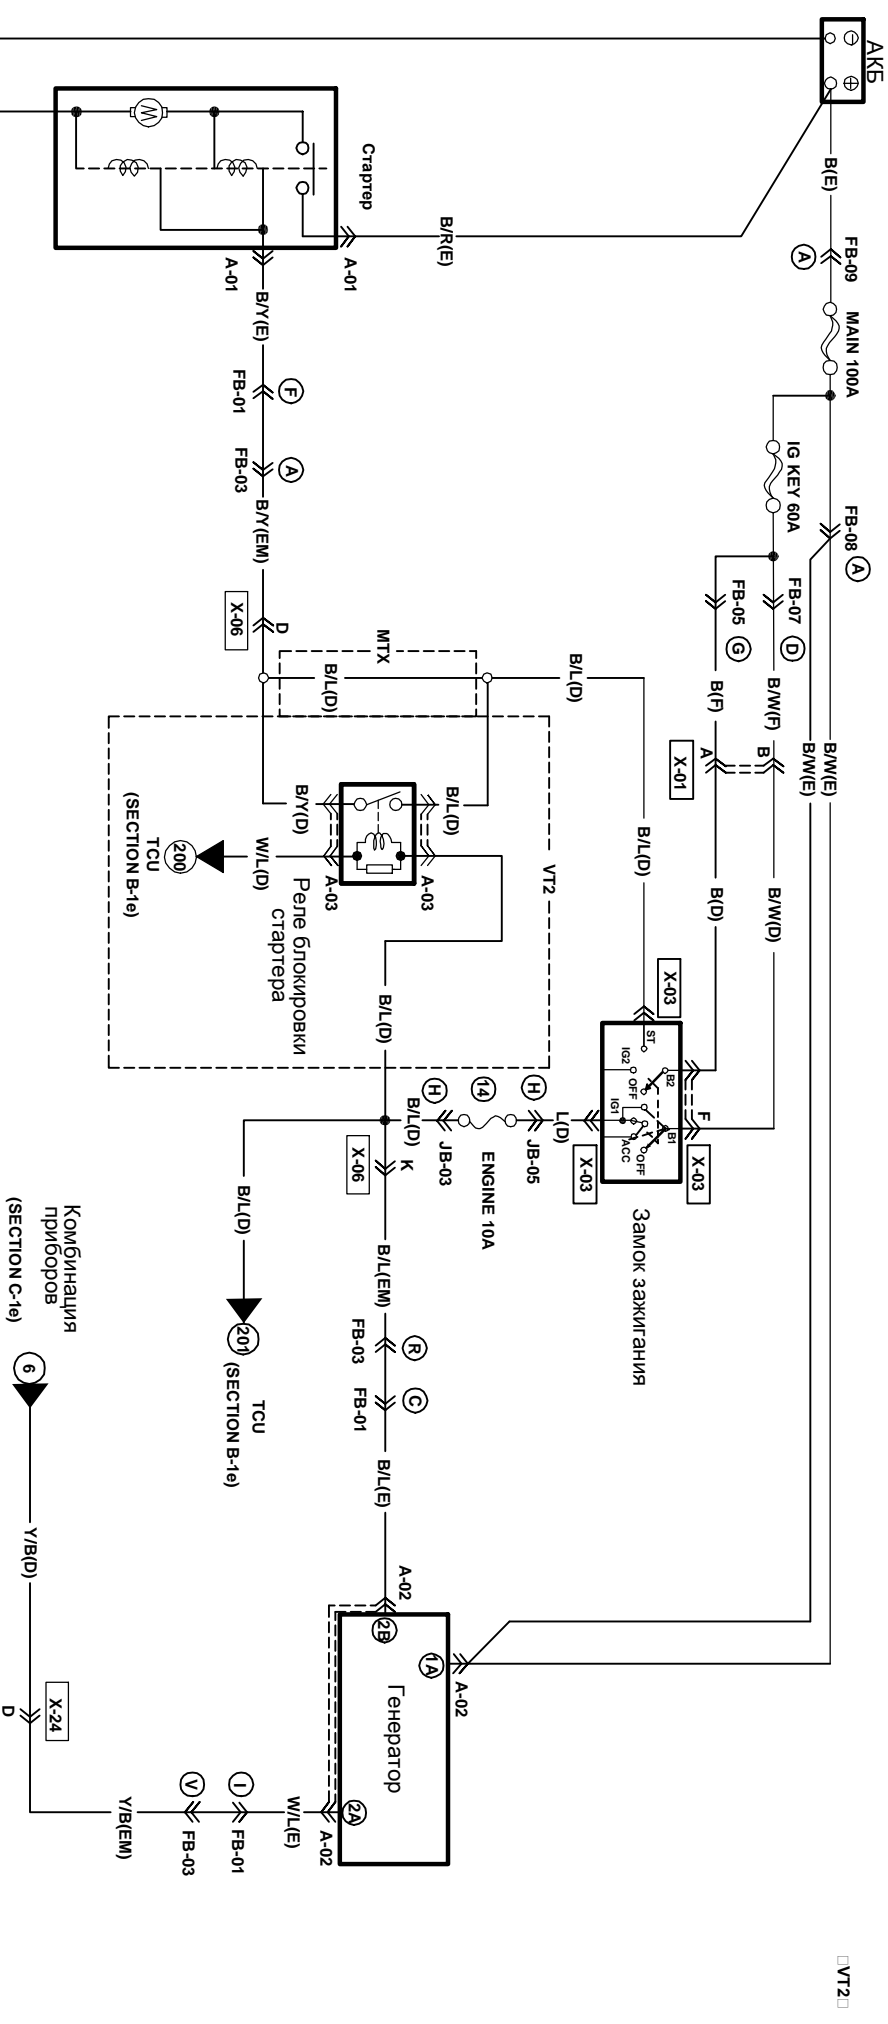 АКБ
B(E)
FB-09
A
MAIN 100A
FB-08
A
B/W(E)
B/W(E)
IG KEY 60A
FB-07
D
B/W(F)
FB-05
G
B(F)
X-01
A
B
B(D)
B/W(D)
Стартер
A-01
B/R(E)
M
A-01
B/Y(E)
F
FB-01
A
FB-03
B/Y(EM)
D
X-06
MTX
B/L(D)
B/L(D)
B/L(D)
X-03
ST
IG2
B2
OFF
IG1
B1
ACC
OFF
F
X-03
X-03
Замок зажигания
B/Y(D)
B/L(D)
VT2
A-03
A-03
W/L(D)
200
TCU
(SECTION B-1e)
Реле блокировки
стартера
B/L(D)
B/L(D)
H
JB-03
14
ENGINE 10A
H
JB-05
L(D)
X-06
K
B/L(EM)
R
FB-03
C
FB-01
B/L(E)
B/L(D)
201
TCU
(SECTION B-1e)
A-02
2B
1A
A-02
Генератор
2A
A-02
W/L(E)
I
FB-01
V
FB-03
Y/B(EM)
X-24
D
Y/B(D)
6
Комбинация
приборов
(SECTION C-1e)
□VT2□